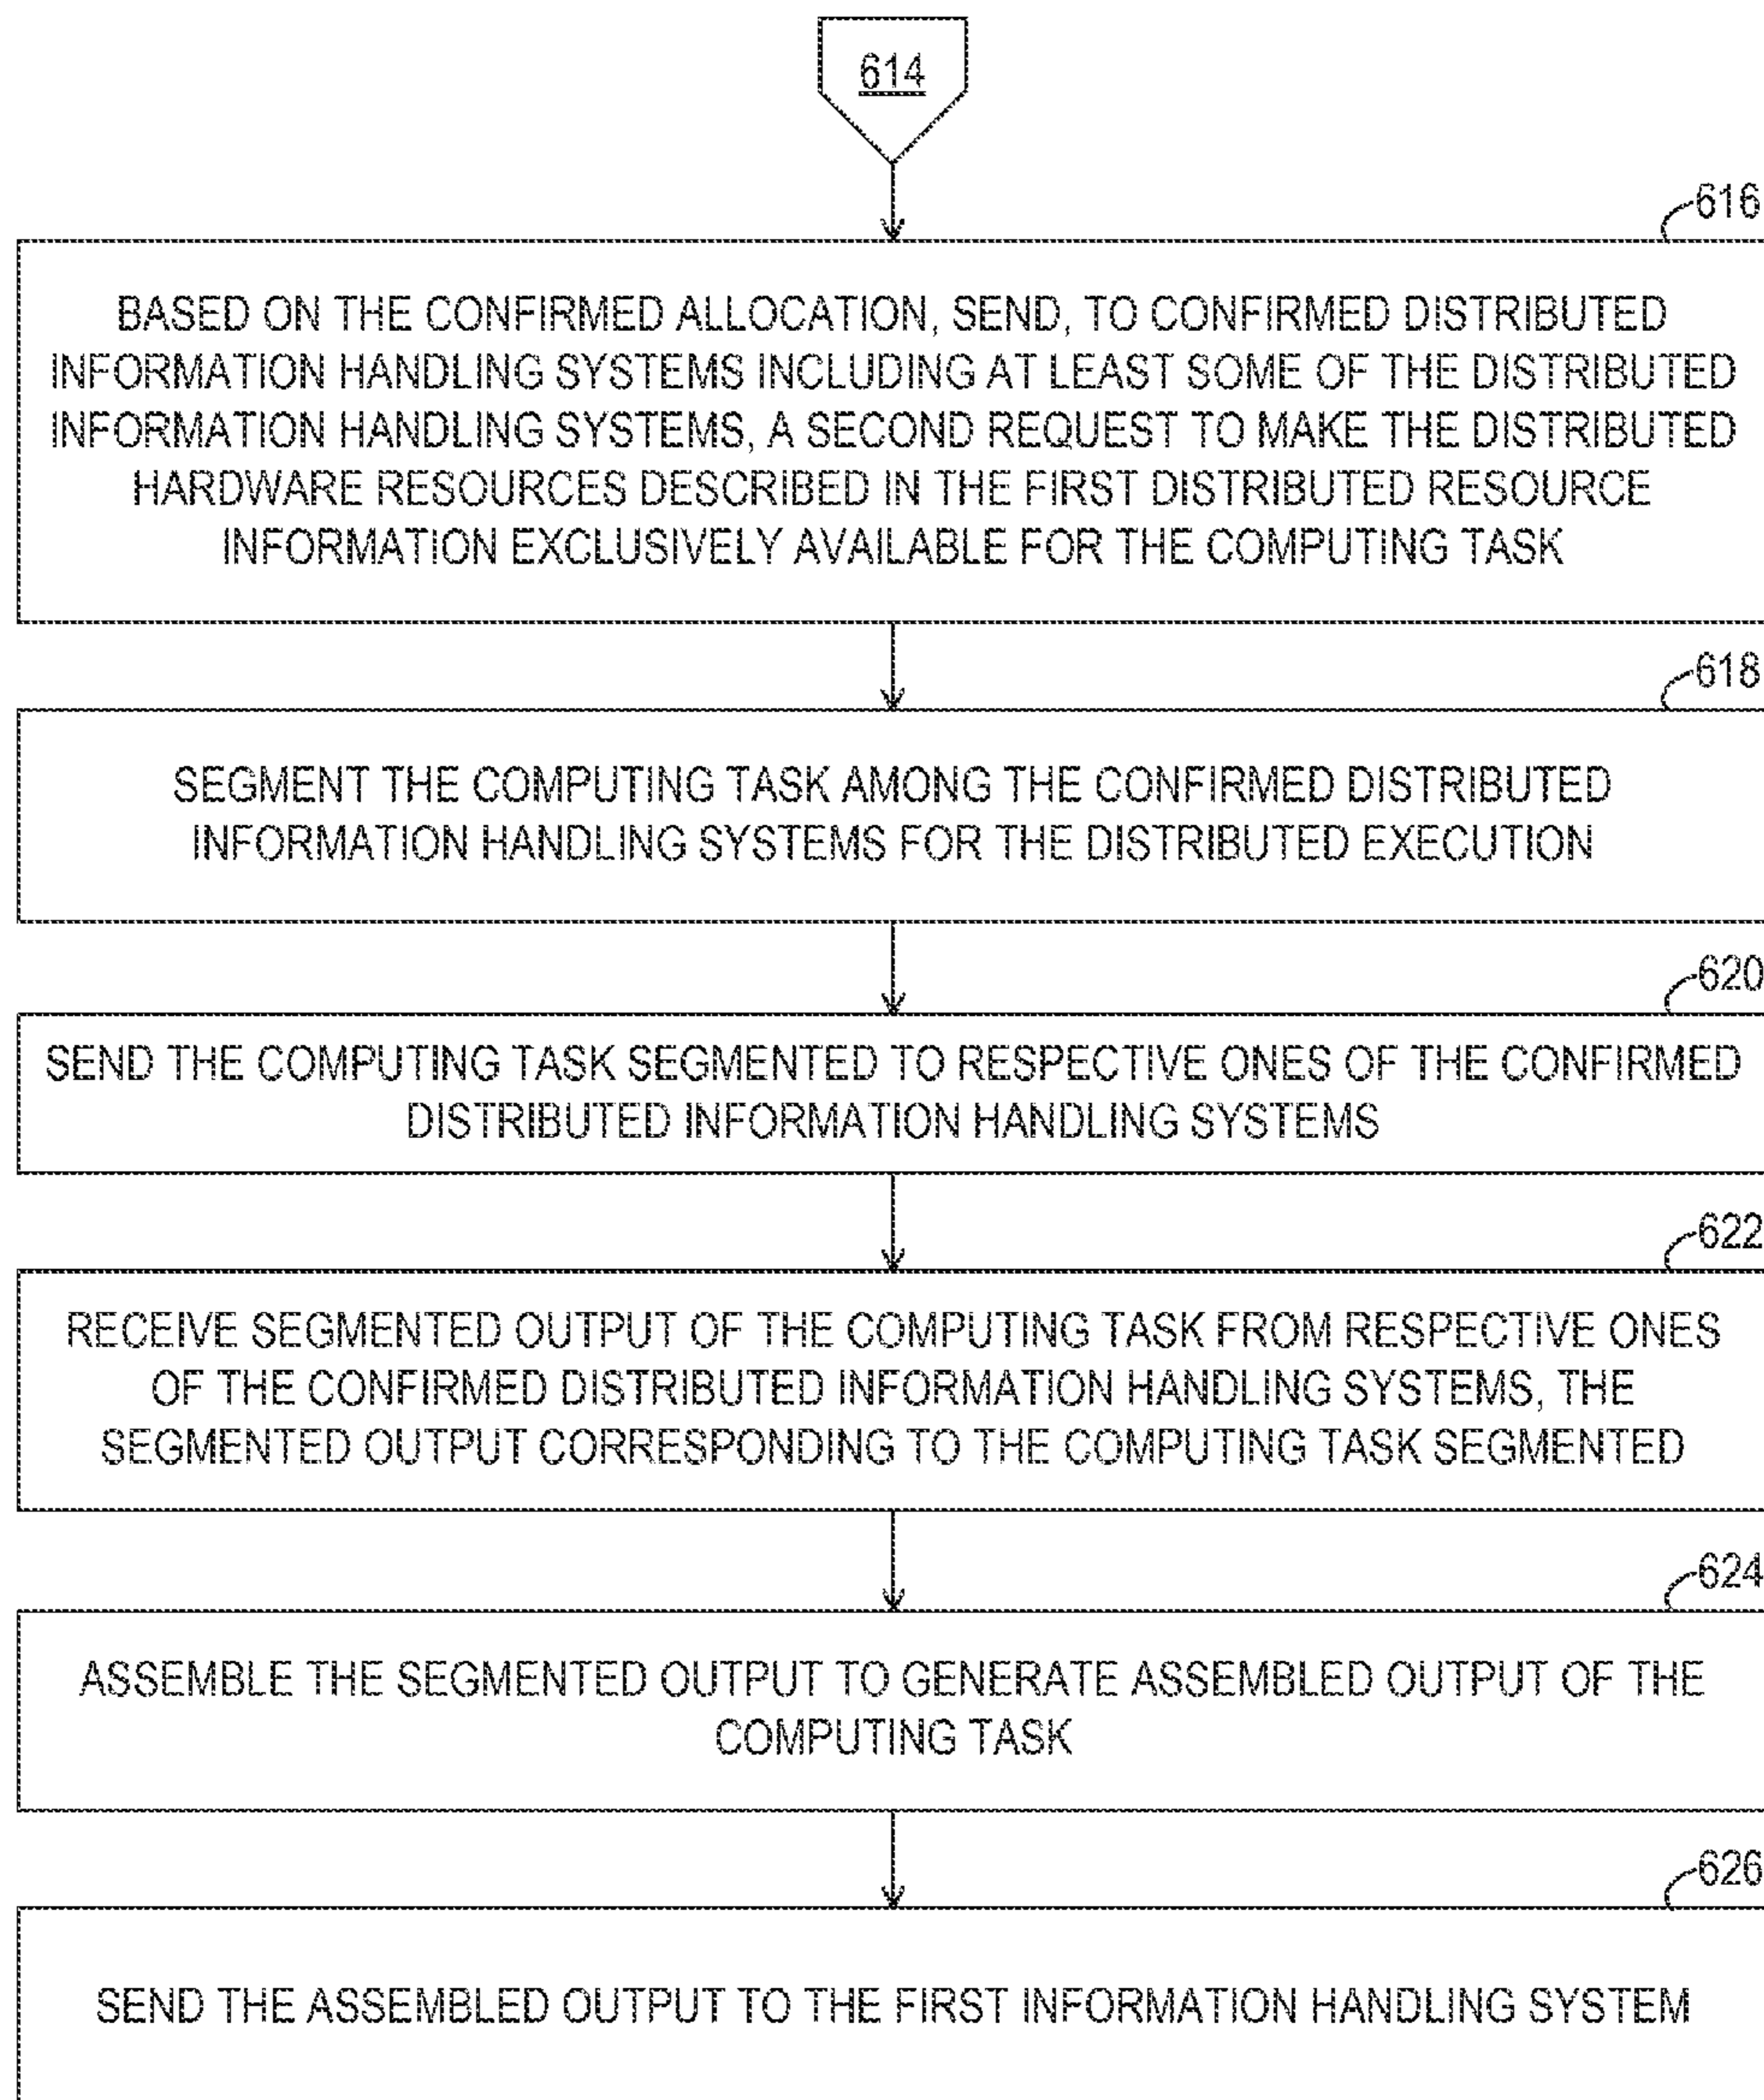 614
616
BASED ON THE CONFIRMED ALLOCATION, SEND, TO CONFIRMED DISTRIBUTED
INFORMATION HANDLING SYSTEMS INCLUDING AT LEAST SOME OF THE DISTRIBUTED
INFORMATION HANDLING SYSTEMS, A SECOND REQUEST TO MAKE THE DISTRIBUTED
HARDWARE RESOURCES DESCRIBED IN THE FIRST DISTRIBUTED RESOURCE
INFORMATION EXCLUSIVELY AVAILABLE FOR THE COMPUTING TASK
618
SEGMENT THE COMPUTING TASK AMONG THE CONFIRMED DISTRIBUTED
INFORMATION HANDLING SYSTEMS FOR THE DISTRIBUTED EXECUTION
620
SEND THE COMPUTING TASK SEGMENTED TO RESPECTIVE ONES OF THE CONFIRMED
DISTRIBUTED INFORMATION HANDLING SYSTEMS
622
RECEIVE SEGMENTED OUTPUT OF THE COMPUTING TASK FROM RESPECTIVE ONES
OF THE CONFIRMED DISTRIBUTED INFORMATION HANDLING SYSTEMS, THE
SEGMENTED OUTPUT CORRESPONDING TO THE COMPUTING TASK SEGMENTED
624
ASSEMBLE THE SEGMENTED OUTPUT TO GENERATE ASSEMBLED OUTPUT OF THE
COMPUTING TASK
626
SEND THE ASSEMBLED OUTPUT TO THE FIRST INFORMATION HANDLING SYSTEM